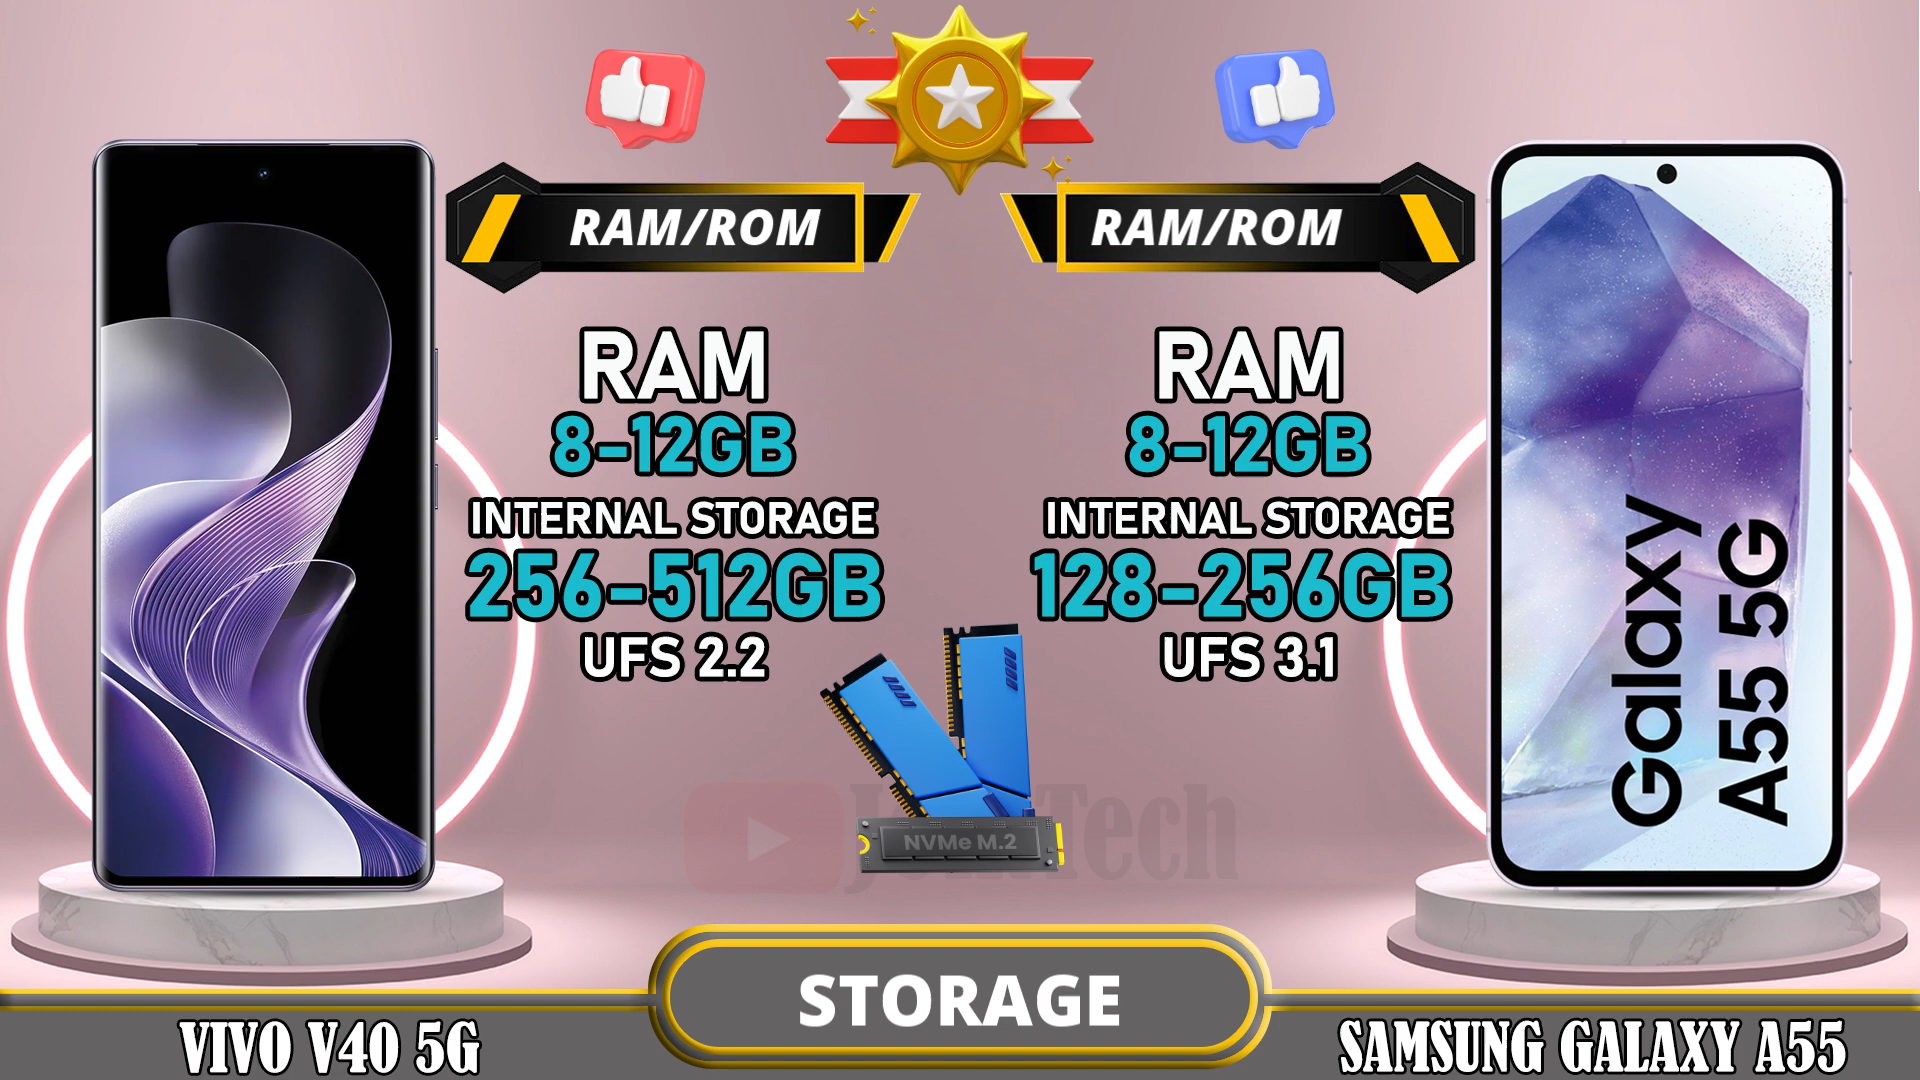 RAM/ROM
RAM/ROM
RAM
8-12GB
INTERNAL STORAGE
256-512GB
UFS 2.2
RAM
8-12GB
INTERNAL STORAGE
128-256GB
UFS 3.1
Galaxy
A55 5G
NVMe M.2
Tech
STORAGE
VIVO V40 5G
SAMSUNG GALAXY A55